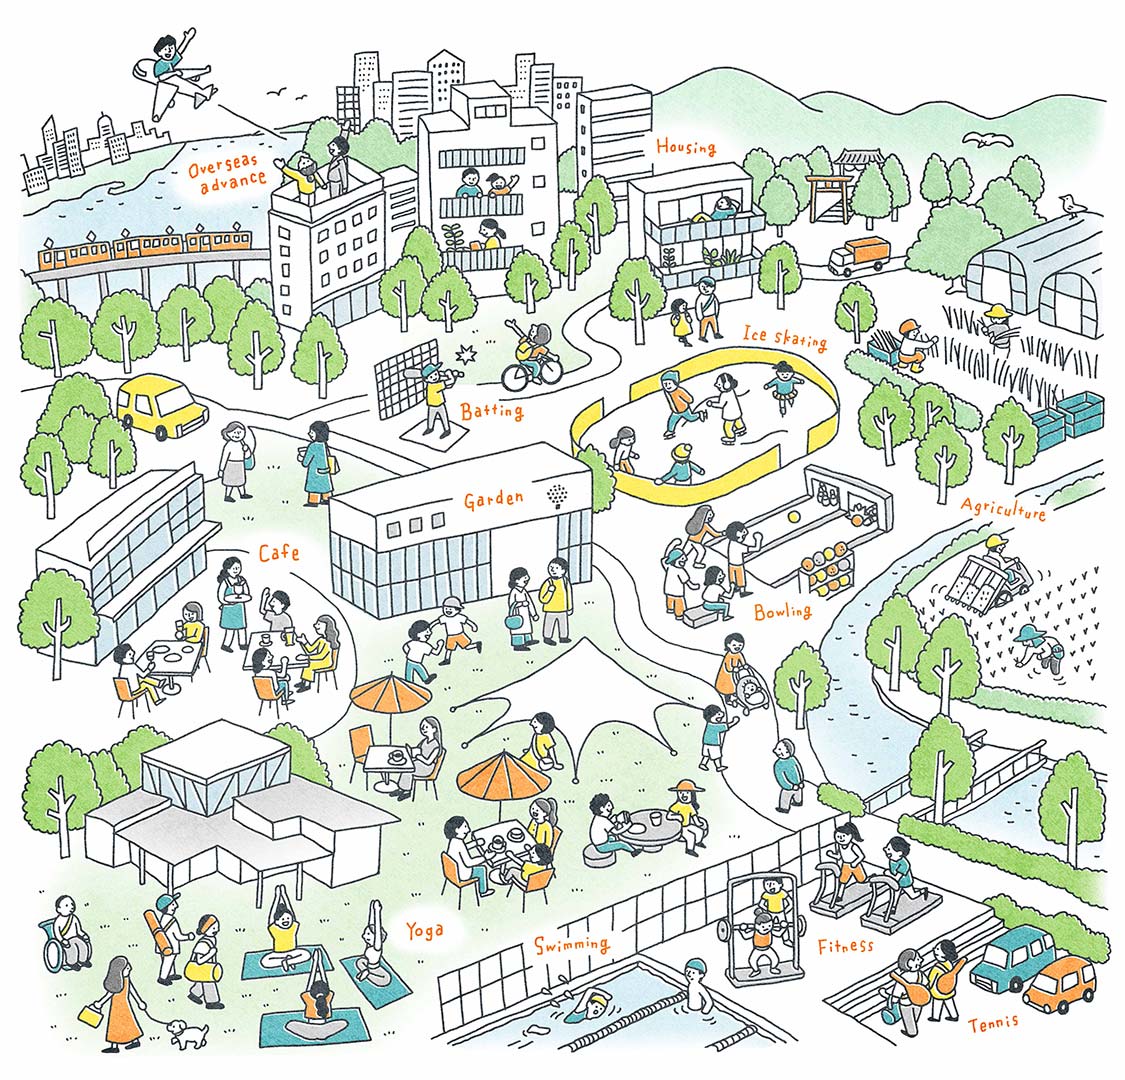 Overseas
advance
Housing
Ice skating
Batting
Garden
Agriculture
Cafe
Bowling
Yoga
Swimming
Fitness
Tennis